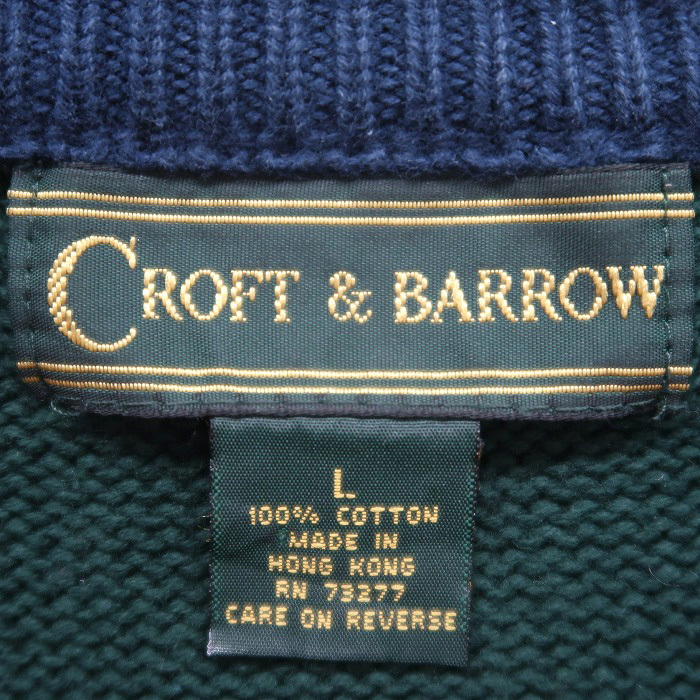 CROFT & BARROW
L
100% COTTON
MADE IN
HONG KONG
RN 73277
CARE ON REVERSE